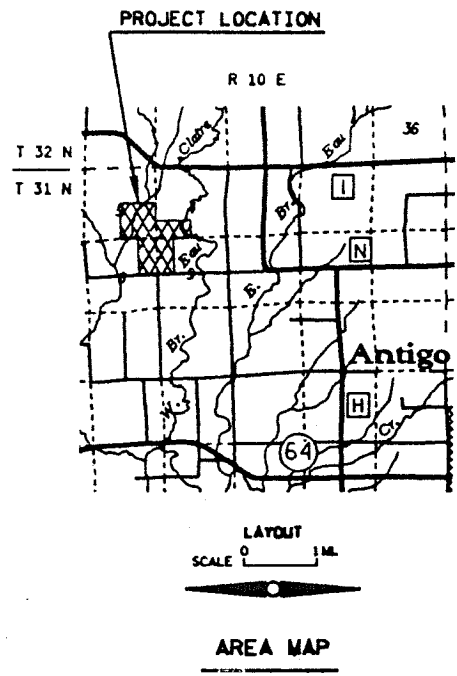 PROJECT LOCATION
R 10 E
36
Claire
Eau
T 32 N
T 31 N
I
Br.
N
Eau
E.
Br.
Antigo
W.
H
Cr.
64
LAYOUT
SCALE 0 1 MI.
AREA MAP